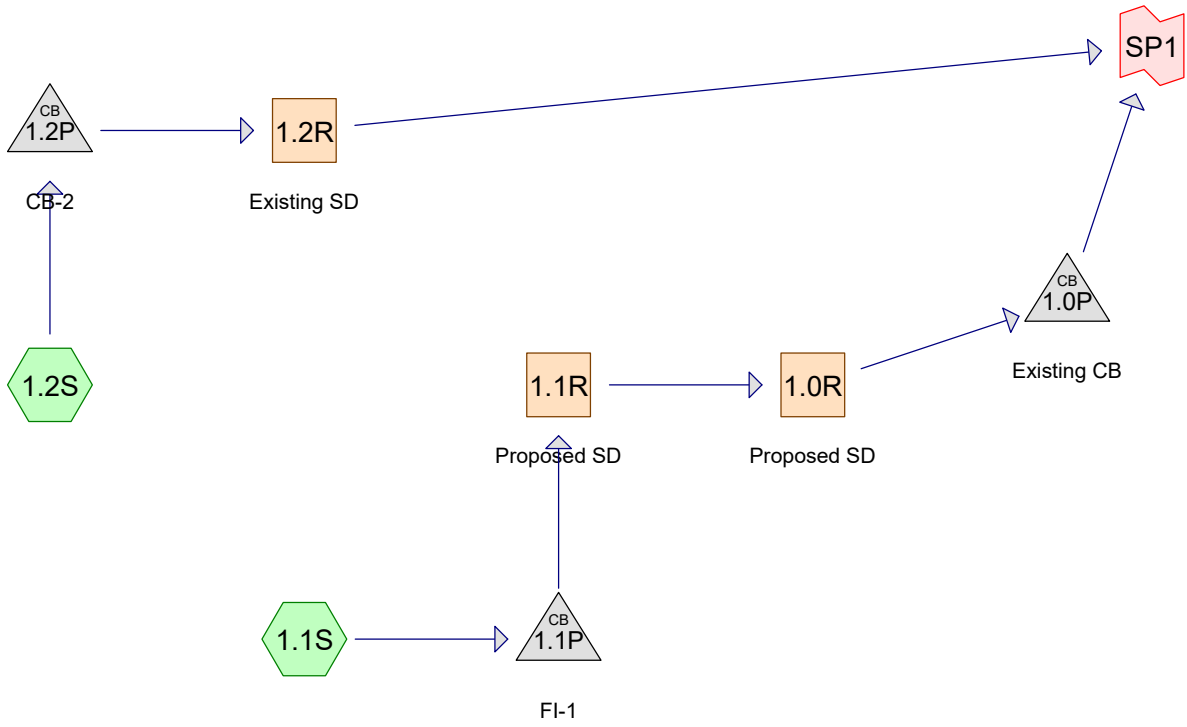 SP1
CB
1.2P
1.2R
CB-2
Existing SD
CB
1.0P
Existing CB
1.2S
1.1R
1.0R
Proposed SD
Proposed SD
CB
1.1P
1.1S
FI-1